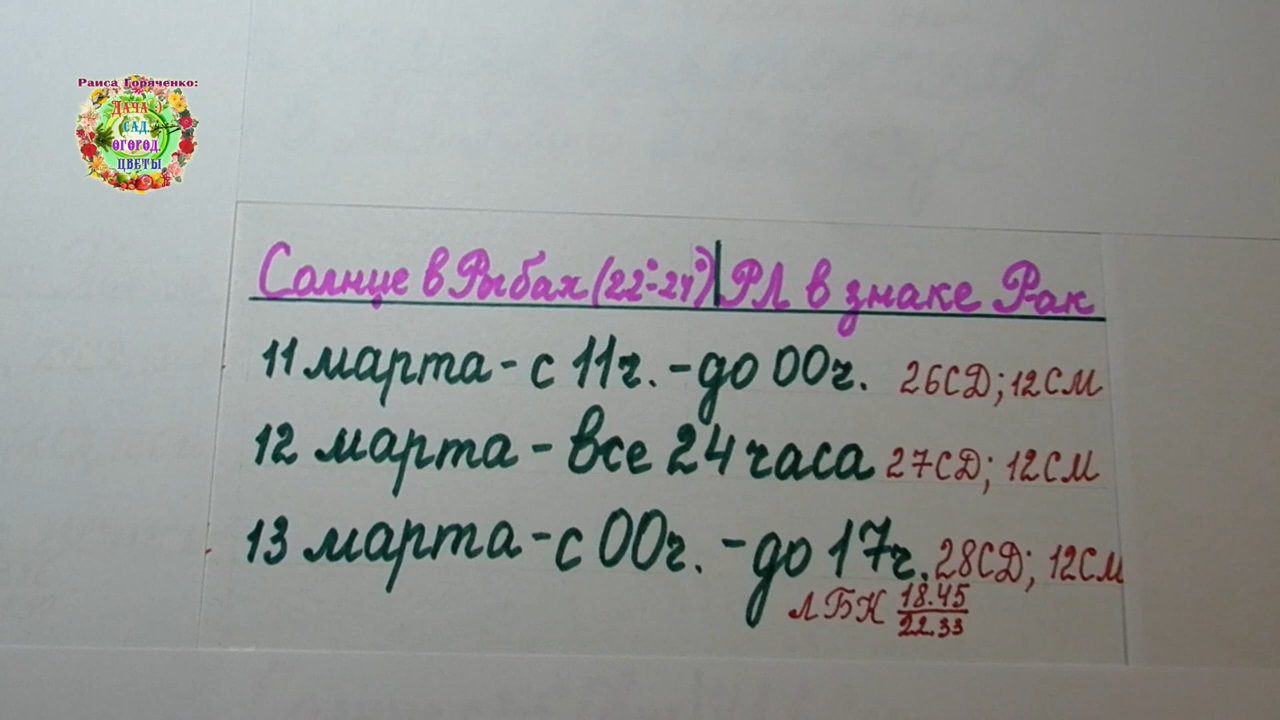 Раиса Горяченко:
ДАЧА :)
САД.
ОГОРОД.
ЦВЕТЫ
Солнце в Рыбах (22°-24°) | РЛ в знаке Рак
11 марта - с 11ч. - до 00ч. 26СД; 12СМ
12 марта - все 24 часа 27СД; 12СМ
13 марта - с 00ч. - до 17ч. 28СД; 12СМ
ЛБК 18.45
22.33